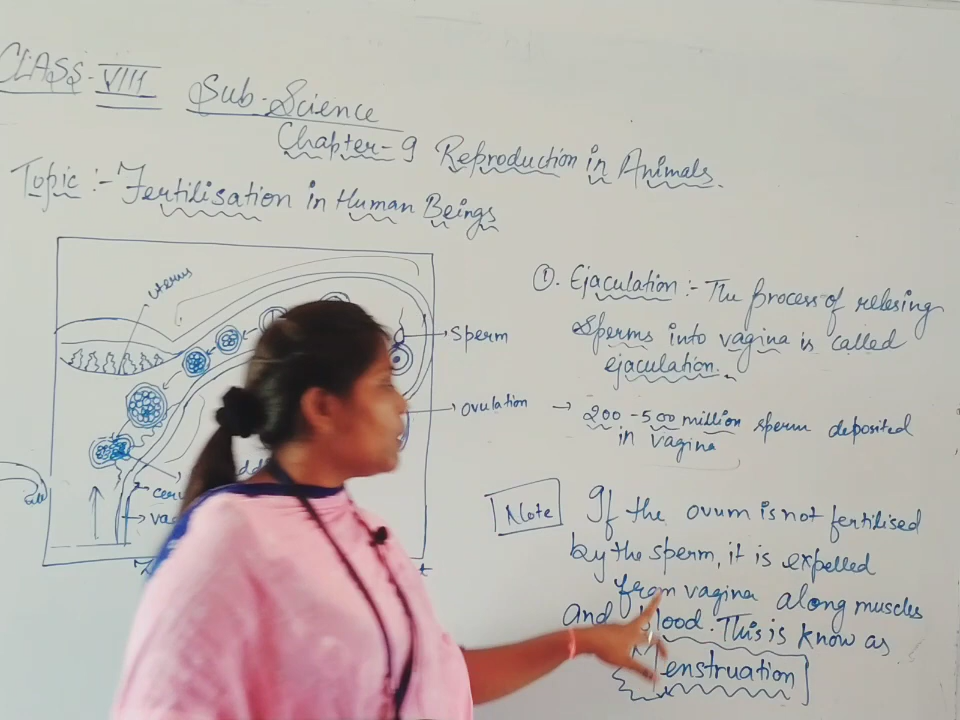 CLASS - VIII
Sub - Science
Chapter - 9 Reproduction in Animals.
Topic :- Fertilisation in Human Beings
uterus
sperm
ovulation
①. Ejaculation :- The process of relesing
sperms into vagina is called
ejaculation.
→ 200 - 500 million sperm deposited
in vagina
Note
If the ovum is not fertilised
by the sperm, it is expelled
from vagina along muscles
and blood. This is know as
Menstruation